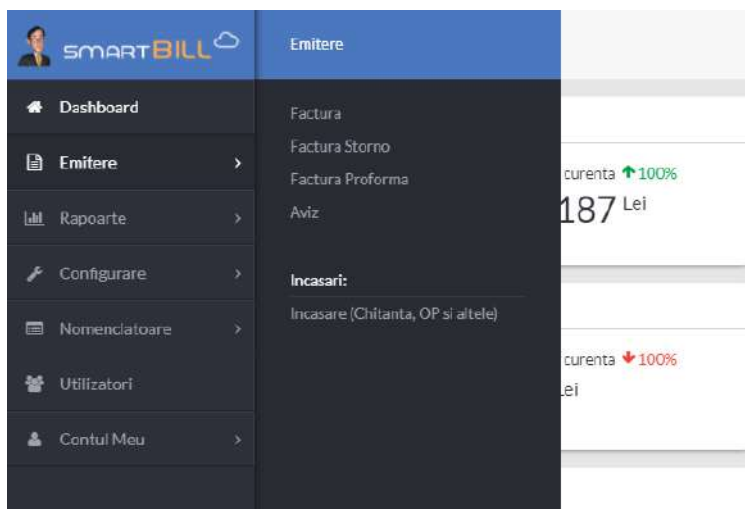 smartBILL
Dashboard
Emitere
Rapoarte
Configurare
Nomenclatoare
Utilizatori
Contul Meu
Emitere
Factura
Factura Storno
Factura Proforma
Aviz
Incasari:
Incasare (Chitanta, OP si altele)
curenta 100%
187 Lei
curenta 100%
Lei